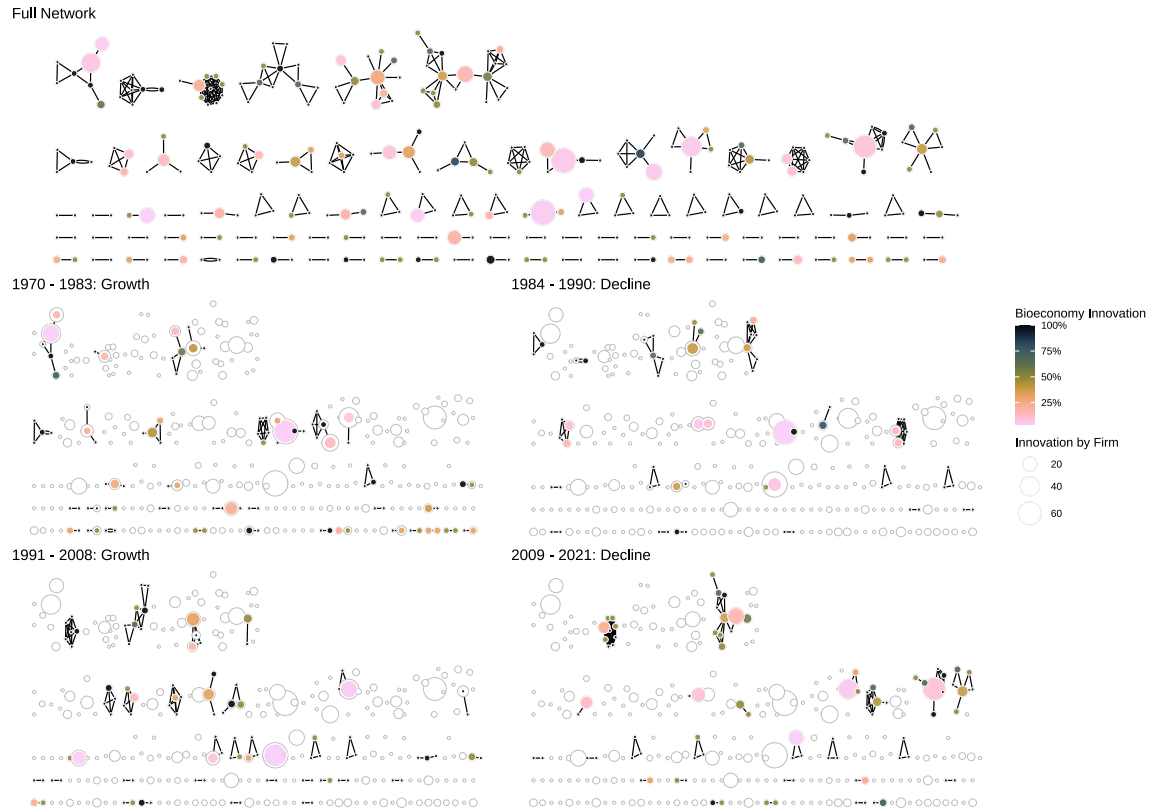 Full Network
1970 - 1983: Growth
1984 - 1990: Decline
Bioeconomy Innovation
100%
75%
50%
25%
Innovation by Firm
20
40
60
1991 - 2008: Growth
2009 - 2021: Decline